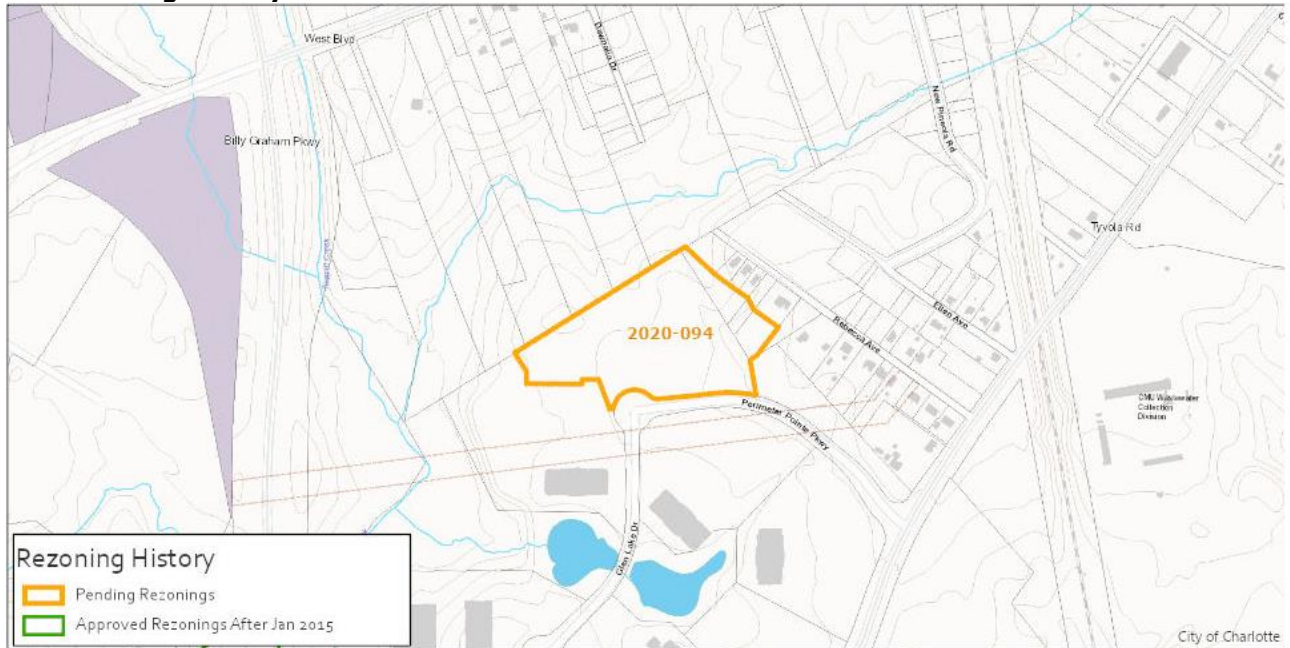 West Blvd
Dawnalia Dr
Billy Graham Pkwy
New Pineola Rd
Tyvola Rd
2020-094
Rebecca Ave
Ellen Ave
Perimeter Pointe Pkwy
CMU Wastewater
Collection
Division
Glen Lake Dr
Rezoning History
Pending Rezonings
Approved Rezonings After Jan 2015
City of Charlotte